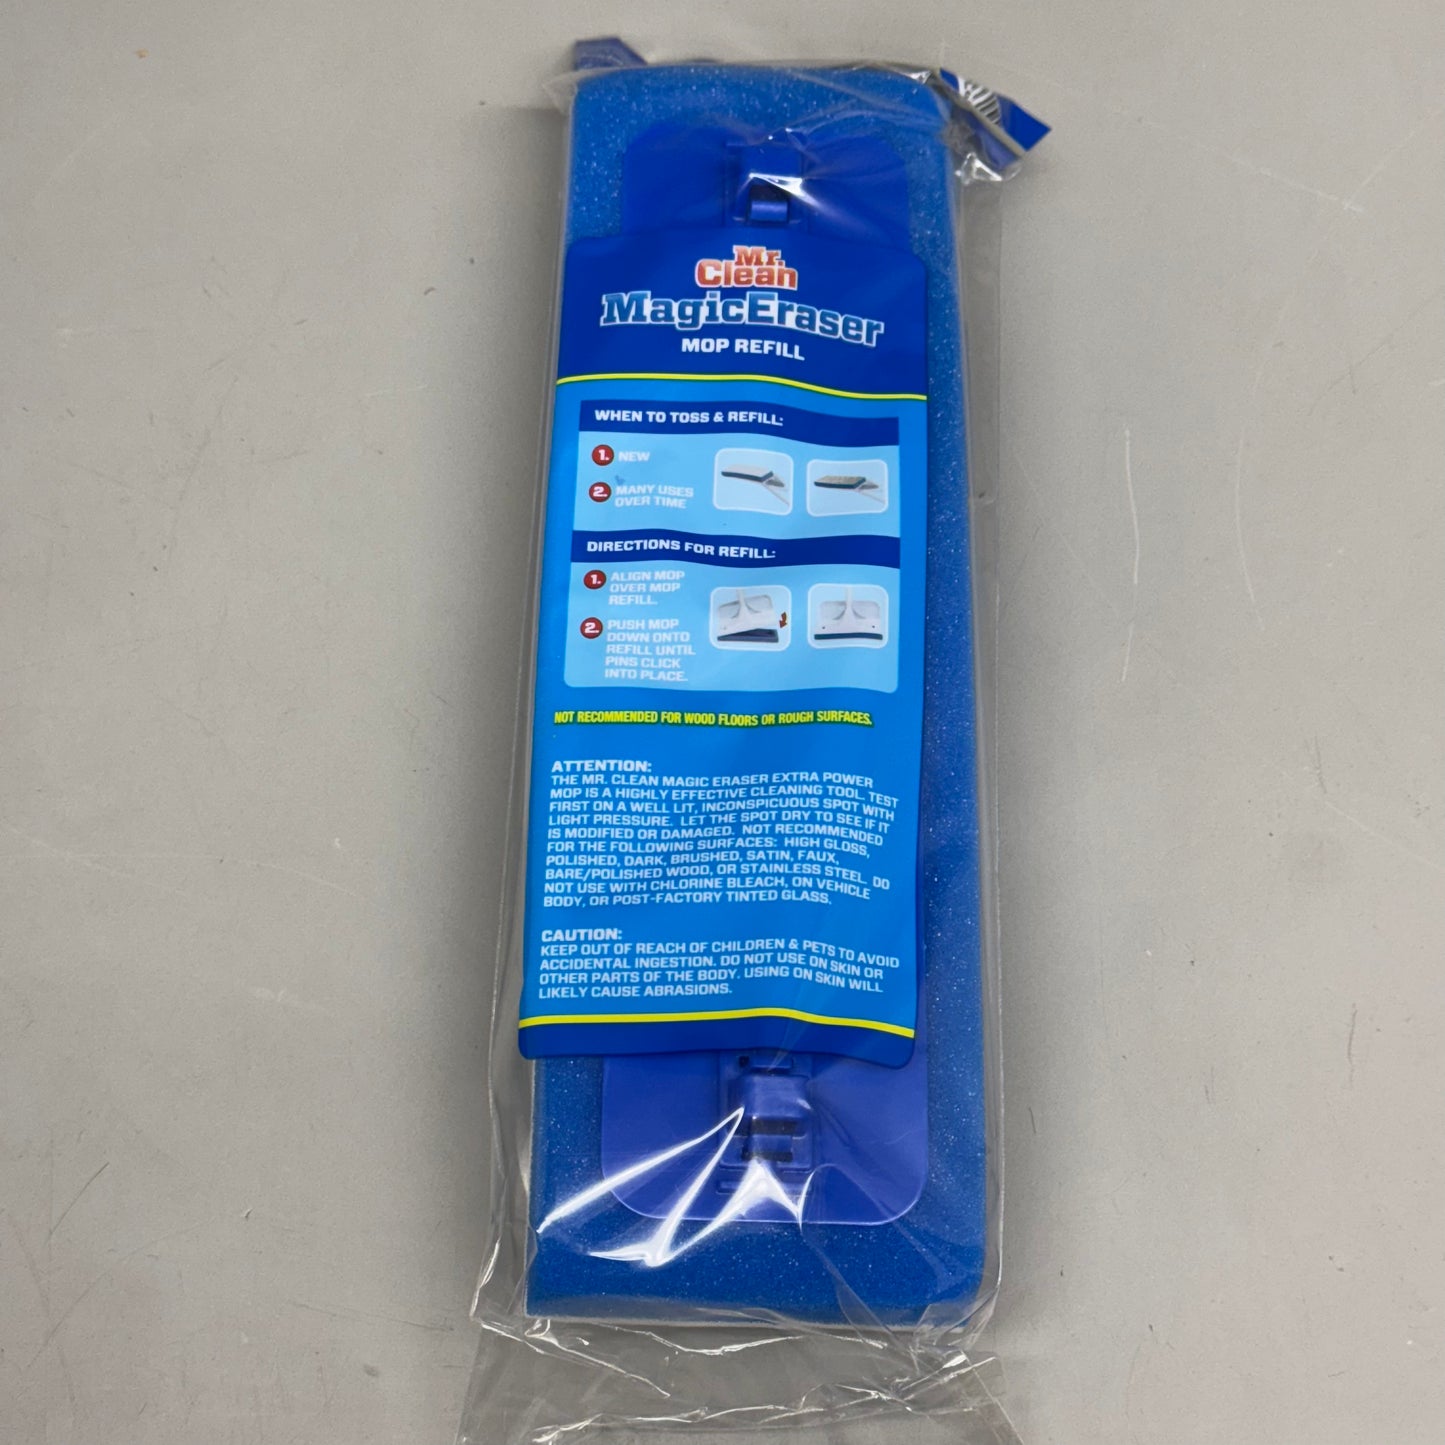 Mr.
Clean
MagicEraser
MOP REFILL
WHEN TO TOSS & REFILL:
1. NEW
2. MANY USES
OVER TIME
DIRECTIONS FOR REFILL:
1. ALIGN MOP
OVER MOP
REFILL.
2. PUSH MOP
DOWN ONTO
REFILL UNTIL
PINS CLICK
INTO PLACE.
NOT RECOMMENDED FOR WOOD FLOORS OR ROUGH SURFACES.
ATTENTION:
THE MR. CLEAN MAGIC ERASER EXTRA POWER
MOP IS A HIGHLY EFFECTIVE CLEANING TOOL. TEST
FIRST ON A WELL LIT, INCONSPICUOUS SPOT WITH
LIGHT PRESSURE. LET THE SPOT DRY TO SEE IF IT
IS MODIFIED OR DAMAGED. NOT RECOMMENDED
FOR THE FOLLOWING SURFACES: HIGH GLOSS,
POLISHED, DARK, BRUSHED, SATIN, FAUX,
BARE/POLISHED WOOD, OR STAINLESS STEEL. DO
NOT USE WITH CHLORINE BLEACH, ON VEHICLE
BODY, OR POST-FACTORY TINTED GLASS.
CAUTION:
KEEP OUT OF REACH OF CHILDREN & PETS TO AVOID
ACCIDENTAL INGESTION. DO NOT USE ON SKIN OR
OTHER PARTS OF THE BODY. USING ON SKIN WILL
LIKELY CAUSE ABRASIONS.